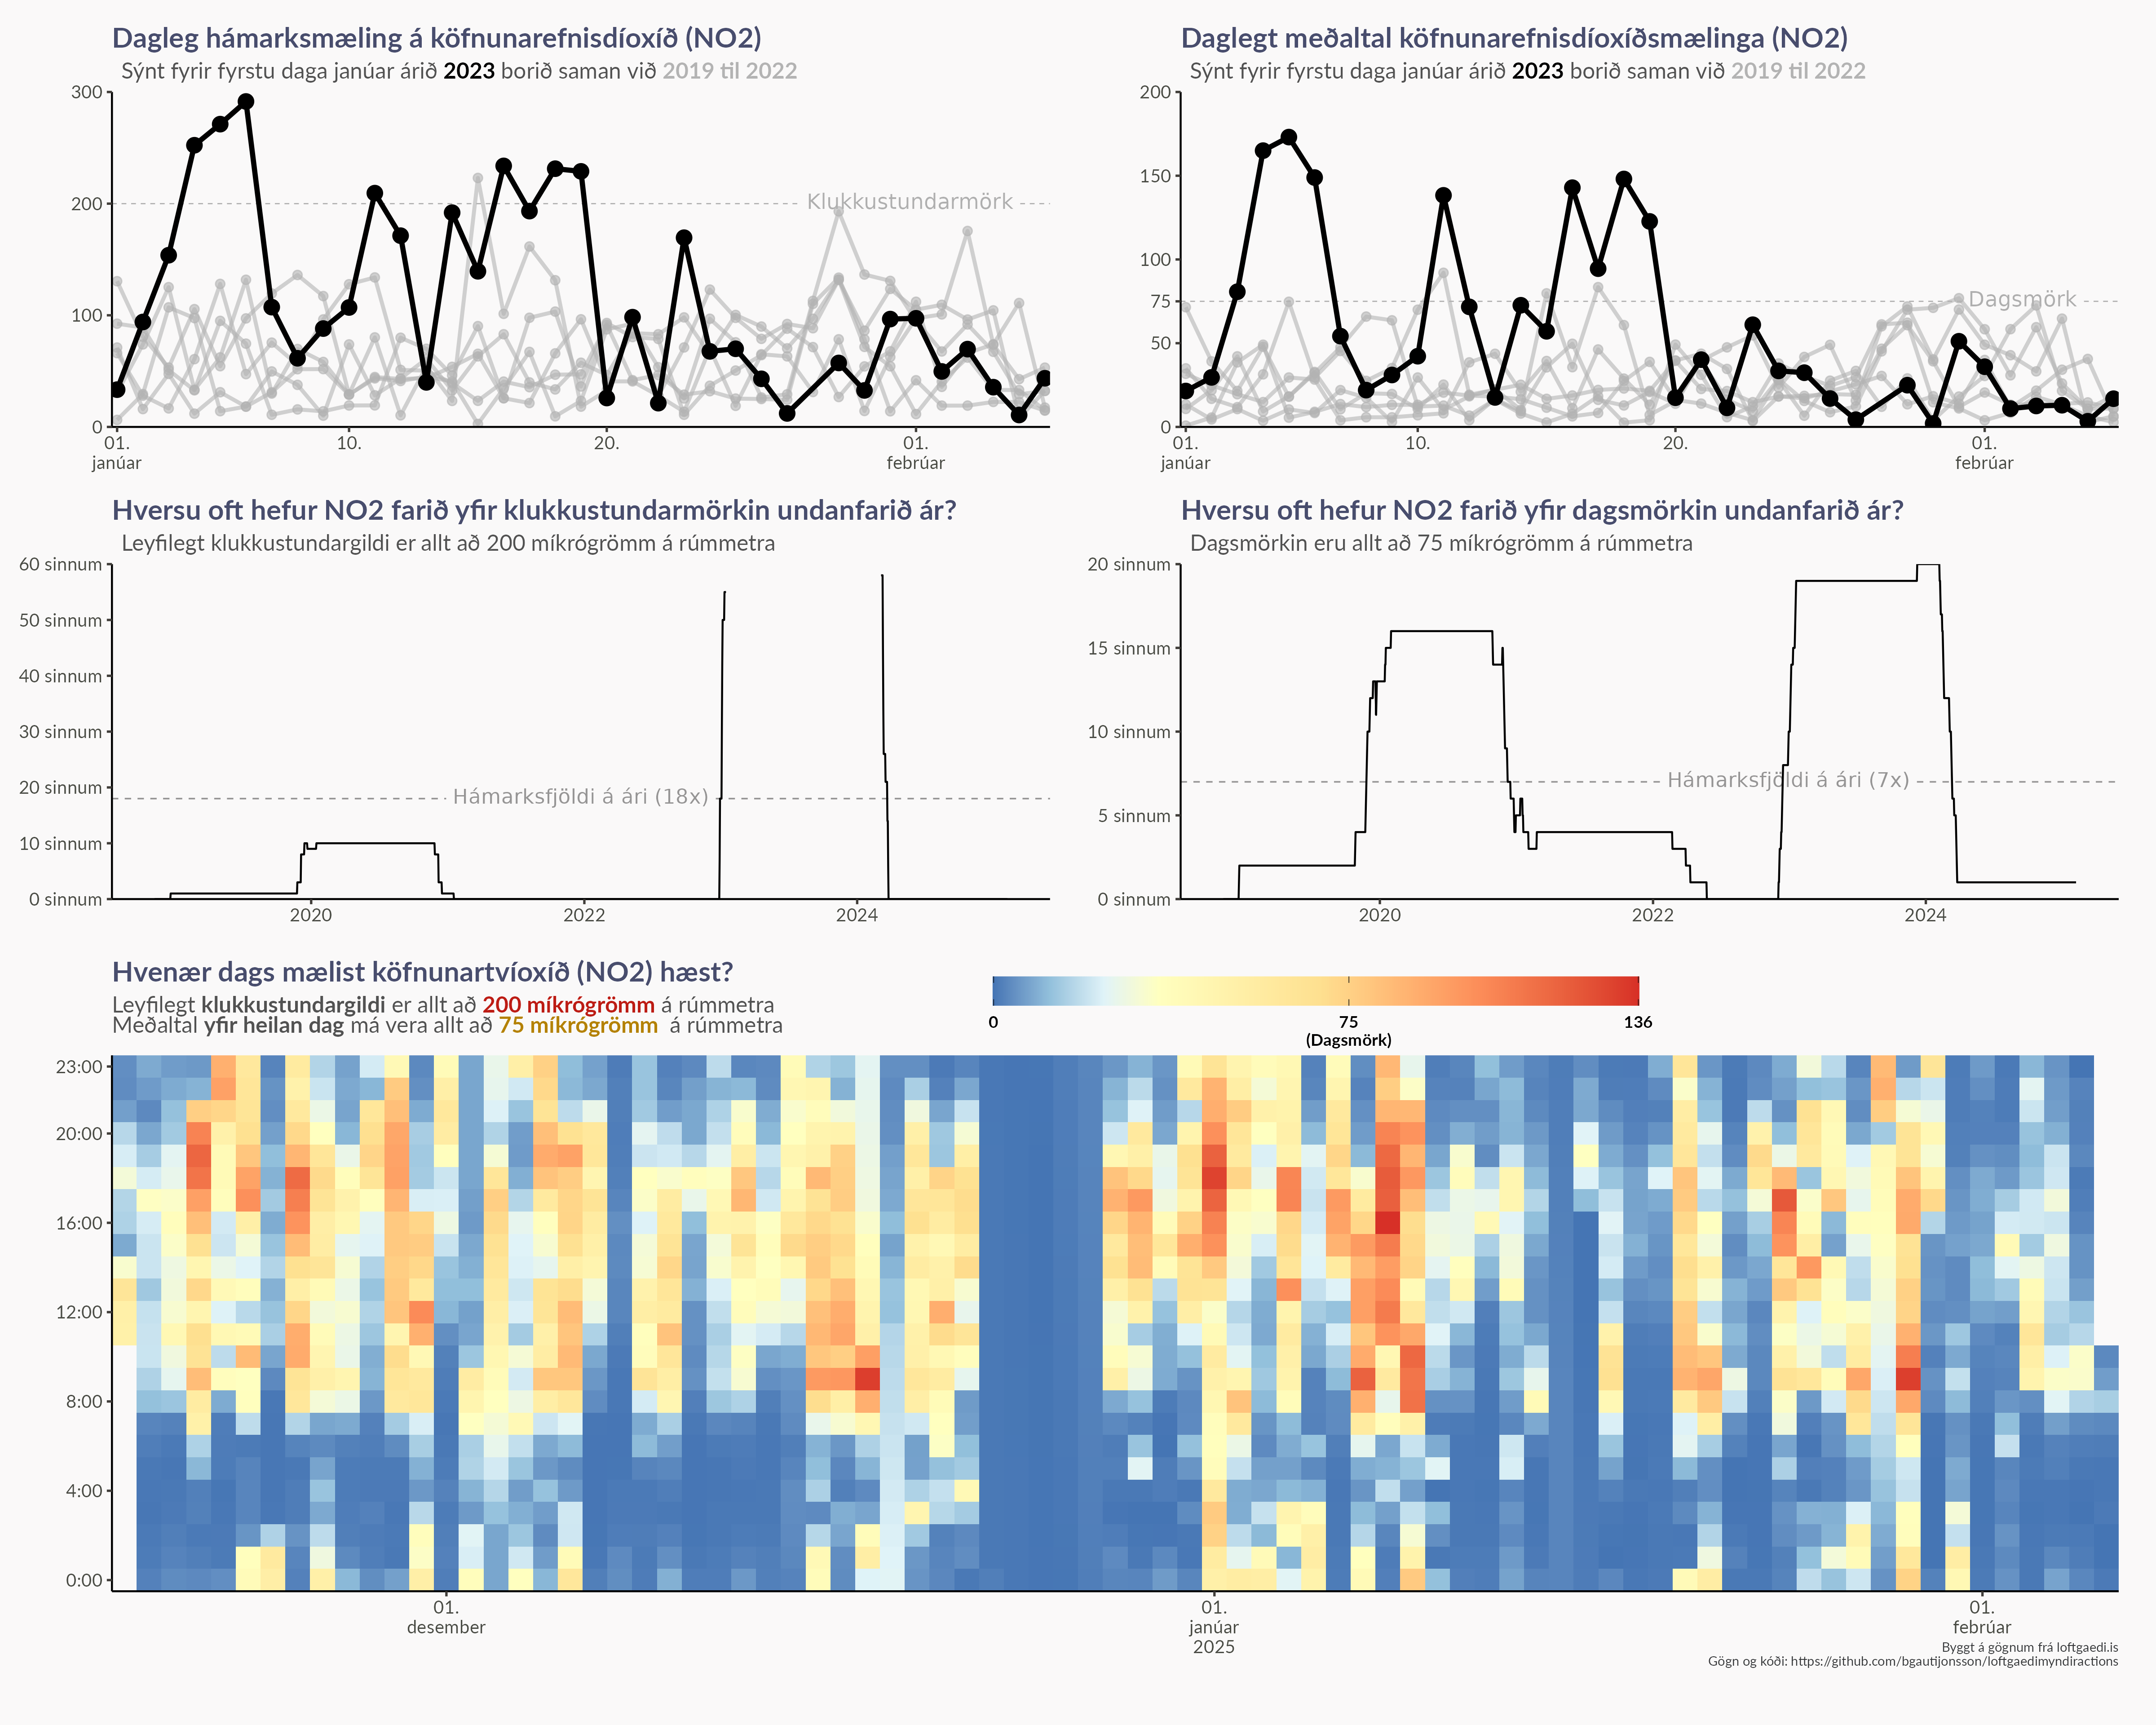 Dagleg hámarksmæling á köfnunarefnisdíoxíð (NO2)
Sýnt fyrir fyrstu daga janúar árið 2023 borið saman við 2019 til 2022
300
200
100
0
Klukkustundarmörk
01.
janúar
10.
20.
01.
febrúar
Daglegt meðaltal köfnunarefnisdíoxíðsmælinga (NO2)
Sýnt fyrir fyrstu daga janúar árið 2023 borið saman við 2019 til 2022
200
150
100
75
50
0
Dagsmörk
01.
janúar
10.
20.
01.
febrúar
Hversu oft hefur NO2 farið yfir klukkustundarmörkin undanfarið ár?
Leyfilegt klukkustundargildi er allt að 200 míkrógrömm á rúmmetra
60 sinnum
50 sinnum
40 sinnum
30 sinnum
20 sinnum
10 sinnum
0 sinnum
Hámarksfjöldi á ári (18x)
2020
2022
2024
Hversu oft hefur NO2 farið yfir dagsmörkin undanfarið ár?
Dagsmörkin eru allt að 75 míkrógrömm á rúmmetra
20 sinnum
15 sinnum
10 sinnum
5 sinnum
0 sinnum
Hámarksfjöldi á ári (7x)
2020
2022
2024
Hvenær dags mælist köfnunartvíoxíð (NO2) hæst?
Leyfilegt klukkustundargildi er allt að 200 míkrógrömm á rúmmetra
Meðaltal yfir heilan dag má vera allt að 75 míkrógrömm á rúmmetra
0
75
(Dagsmörk)
136
23:00
20:00
16:00
12:00
8:00
4:00
0:00
01.
desember
01.
janúar
2025
01.
febrúar
Byggt á gögnum frá loftgaedi.is
Gögn og kóði: https://github.com/bgautijonsson/loftgaedimyndiractions